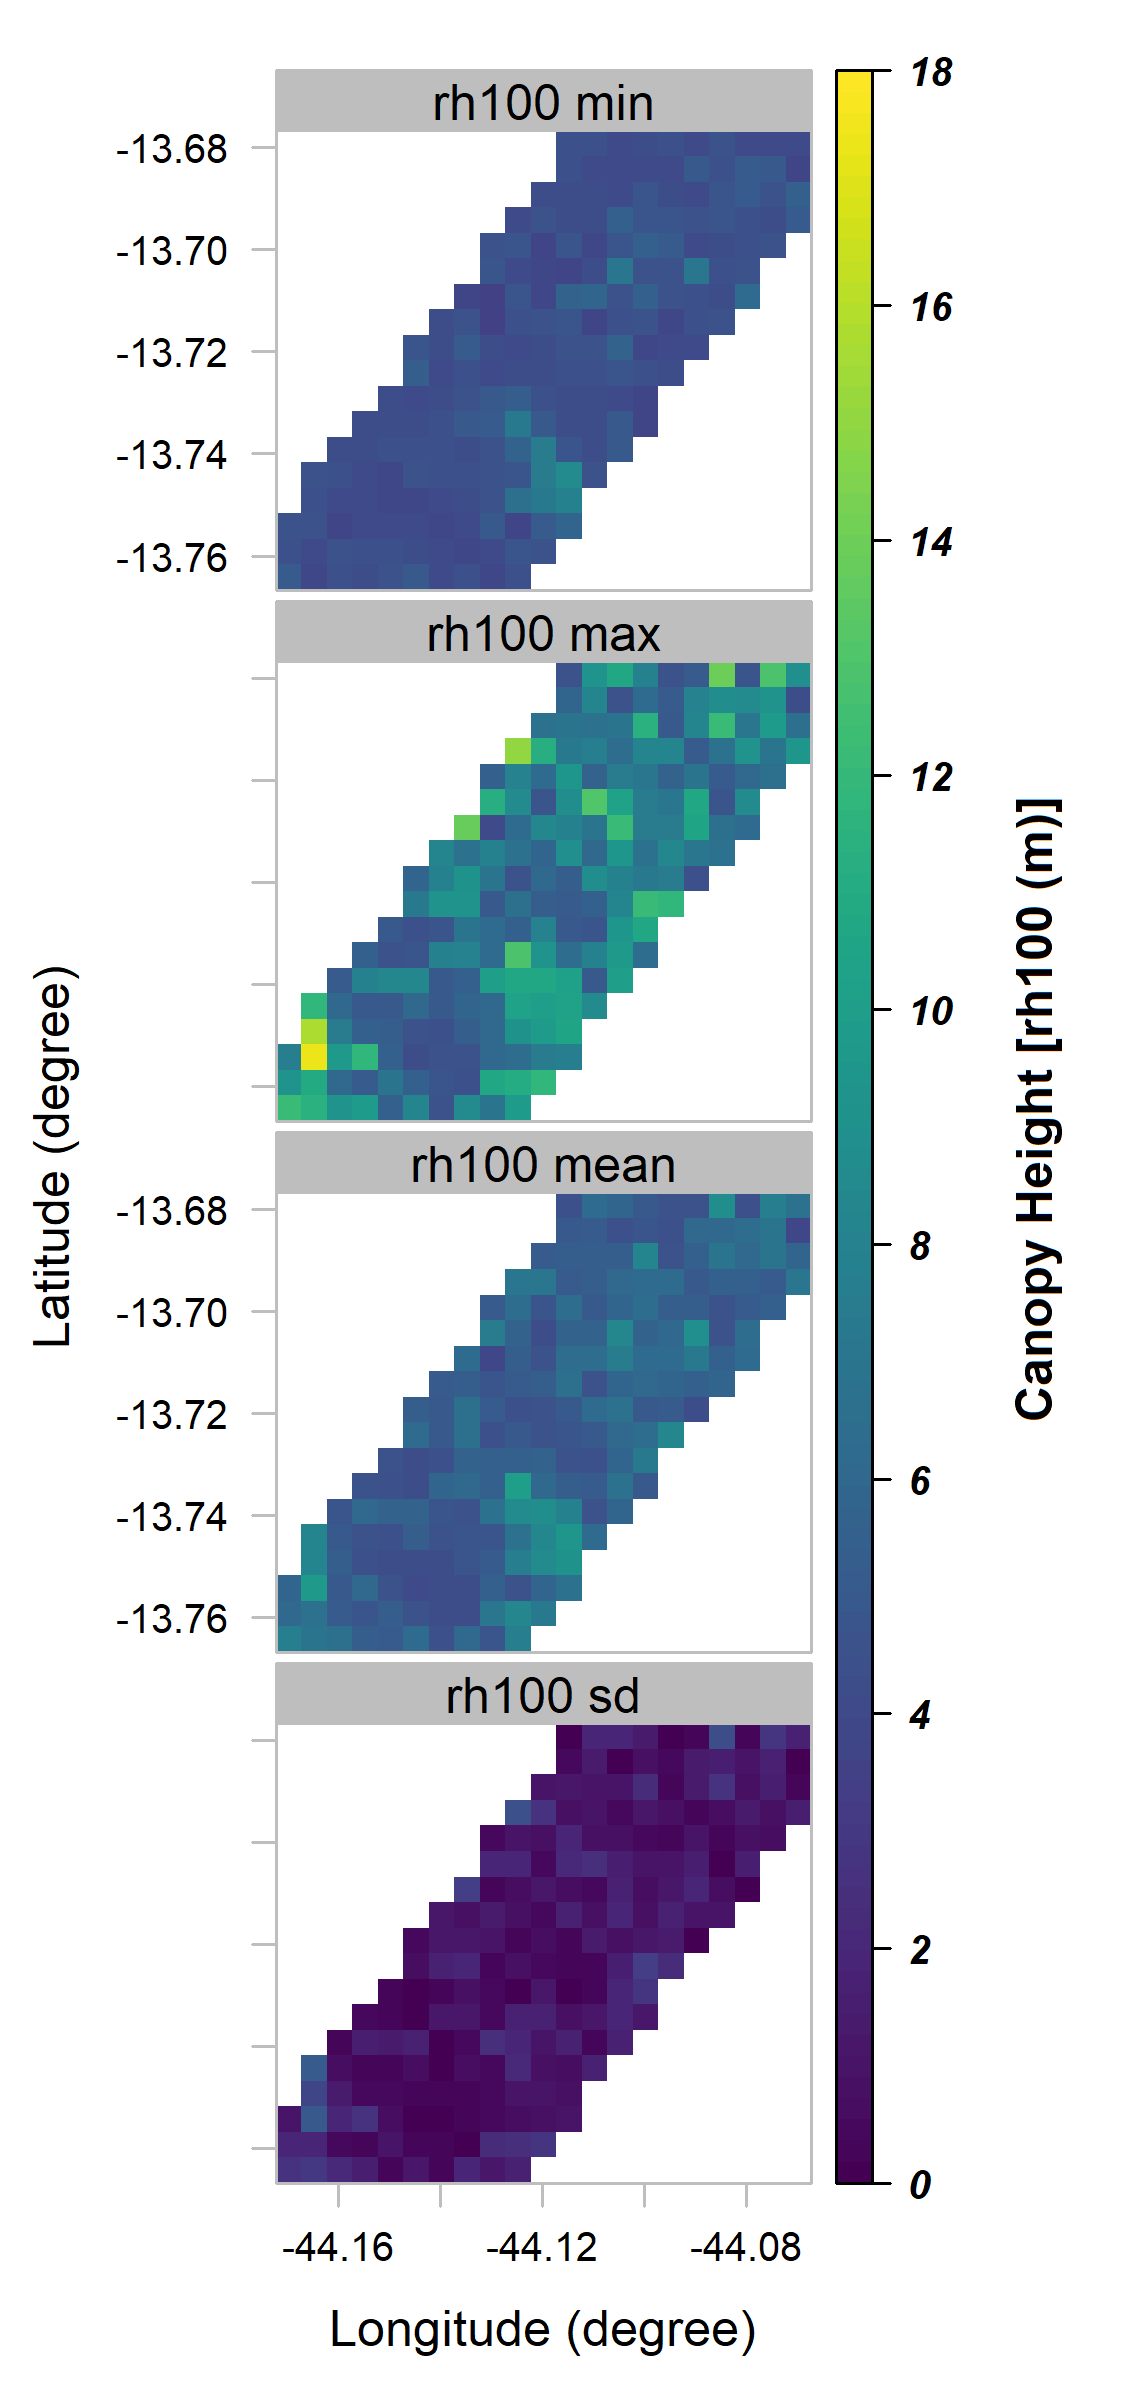 rh100 min
-13.68
-13.70
-13.72
-13.74
-13.76
rh100 max
rh100 mean
-13.68
-13.70
-13.72
-13.74
-13.76
rh100 sd
-44.16 -44.12 -44.08
Longitude (degree)
Latitude (degree)
18
16
14
12
10
8
6
4
2
0
Canopy Height [rh100 (m)]